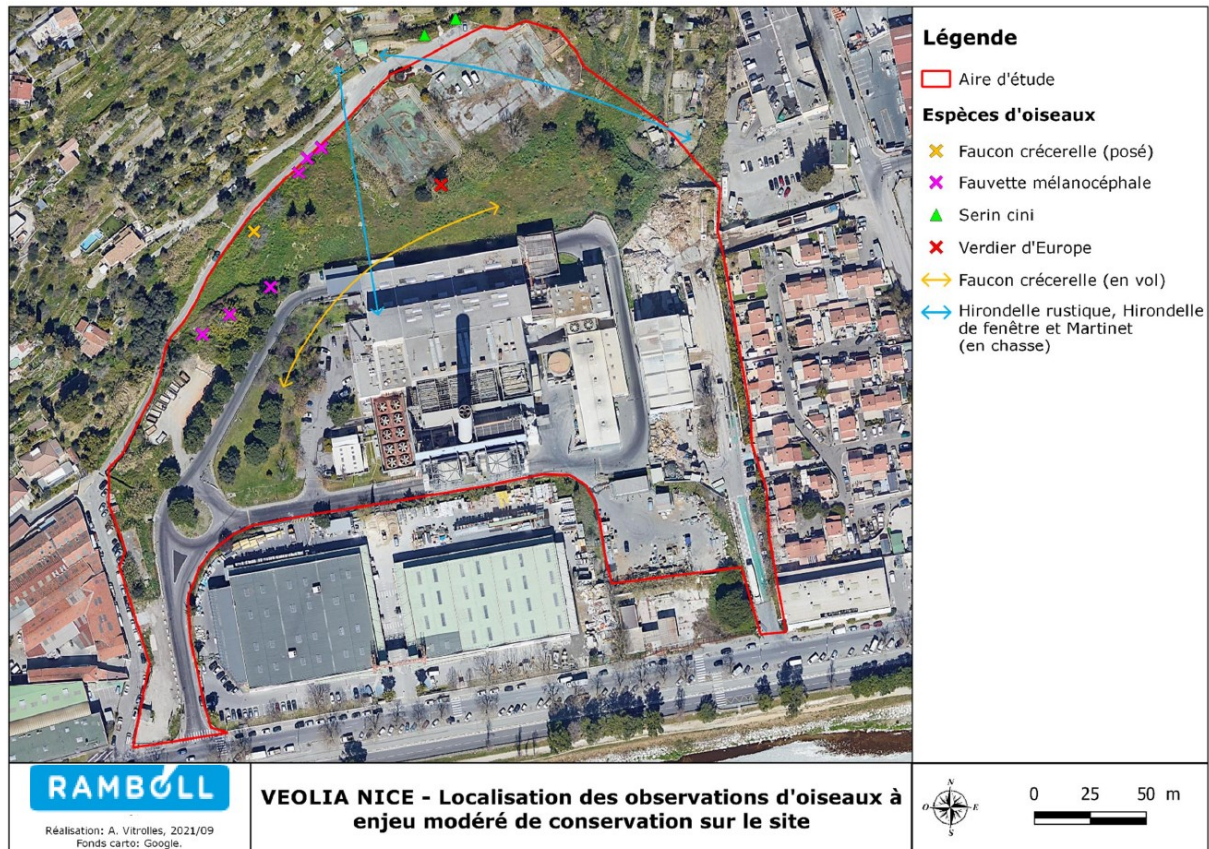 Légende
Aire d'étude
Espèces d'oiseaux
Faucon crécerelle (posé)
Fauvette mélanocéphale
Serin cini
Verdier d'Europe
Faucon crécerelle (en vol)
Hirondelle rustique, Hirondelle
de fenêtre et Martinet
(en chasse)
RAMBOLL
Réalisation: A. Vitrolles, 2021/09
Fonds carto: Google.
VEOLIA NICE - Localisation des observations d'oiseaux à
enjeu modéré de conservation sur le site
N
O E
S
0 25 50 m